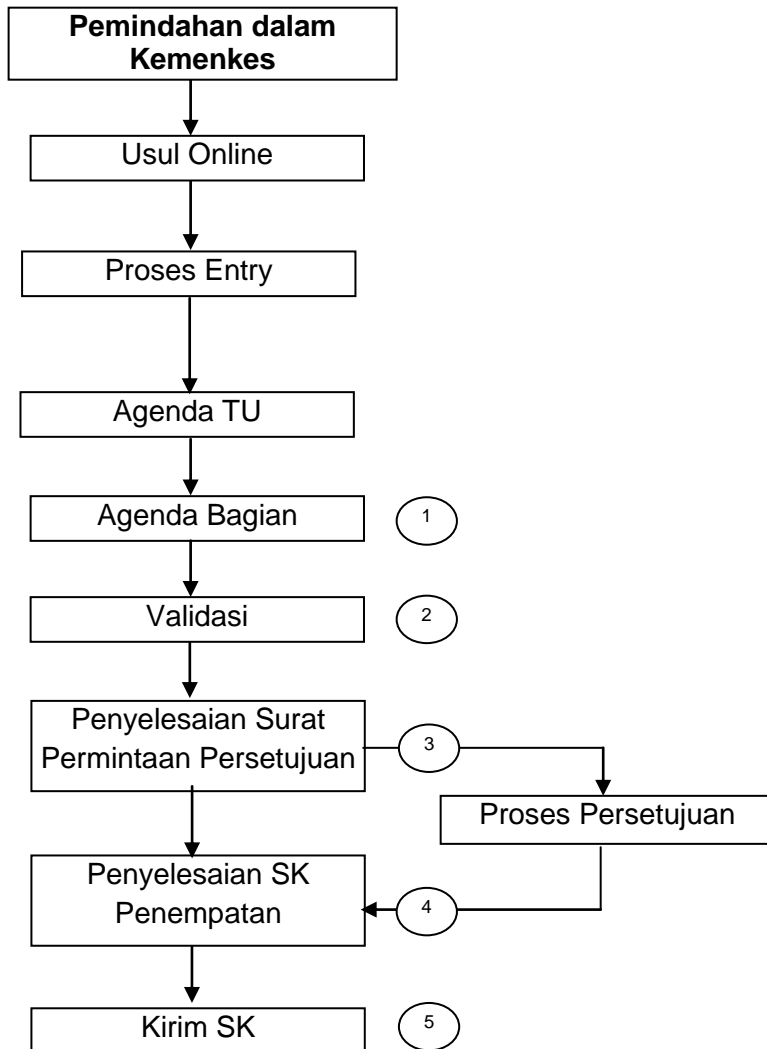 Pemindahan dalam
Kemenkes
Usul Online
Proses Entry
Agenda TU
Agenda Bagian
1
Validasi
2
Penyelesaian Surat
Permintaan Persetujuan
3
Proses Persetujuan
Penyelesaian SK
Penempatan
4
Kirim SK
5